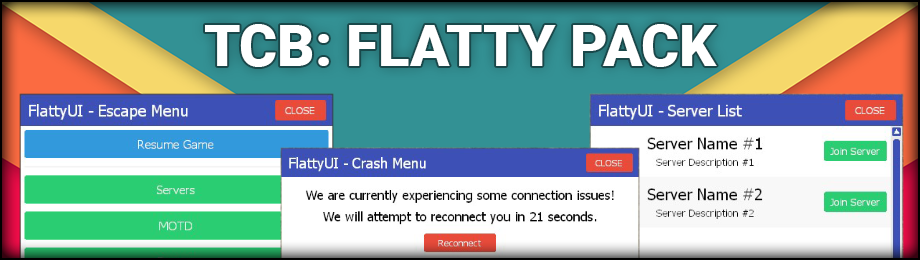 TCB: FLATTY PACK
FlattyUI - Escape Menu
CLOSE
Resume Game
Servers
MOTD
FlattyUI - Crash Menu
CLOSE
We are currently experiencing some connection issues!
We will attempt to reconnect you in 21 seconds.
Reconnect
FlattyUI - Server List
CLOSE
Server Name #1
Server Description #1
Join Server
Server Name #2
Server Description #2
Join Server